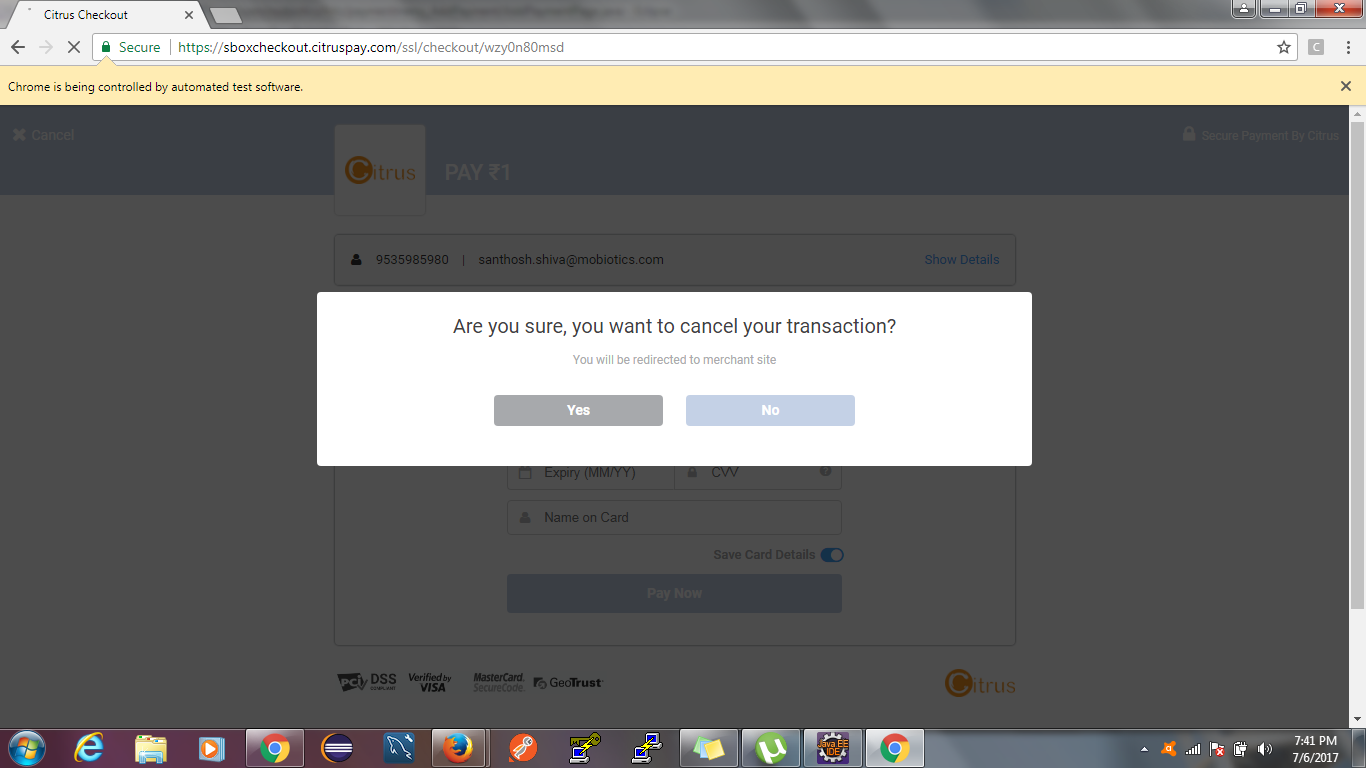 Citrus Checkout
Secure
https://sboxcheckout.citruspay.com/ssl/checkout/wzy0n80msd
C
Chrome is being controlled by automated test software.
Cancel
Secure Payment By Citrus
Citrus
PAY ₹1
9535985980 | santhosh.shiva@mobiotics.com
Show Details
Are you sure, you want to cancel your transaction?
You will be redirected to merchant site
Yes
No
Expiry (MM/YY)
CVV
Name on Card
Save Card Details
Pay Now
PCI DSS COMPLIANT
Verified by VISA
MasterCard. SecureCode.
GeoTrust
Citrus
Java EE IDE
7:41 PM
7/6/2017